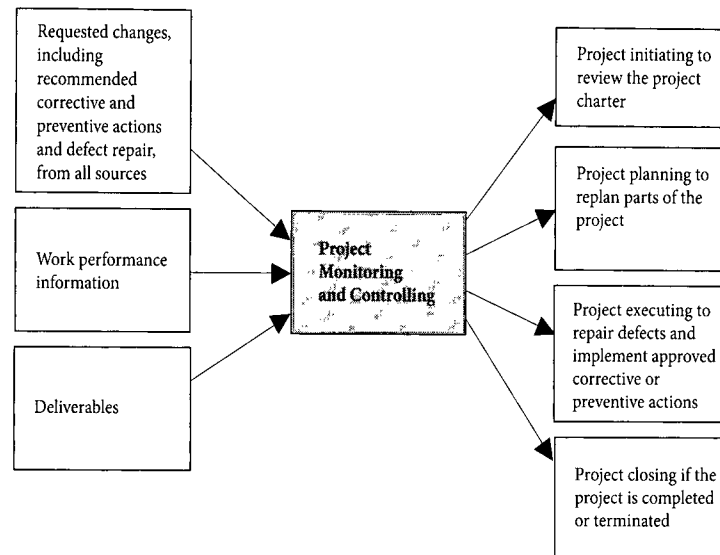 Requested changes,
including
recommended
corrective and
preventive actions
and defect repair,
from all sources
Work performance
information
Deliverables
Project
Monitoring
and Controlling
Project initiating to
review the project
charter
Project planning to
replan parts of the
project
Project executing to
repair defects and
implement approved
corrective or
preventive actions
Project closing if the
project is completed
or terminated